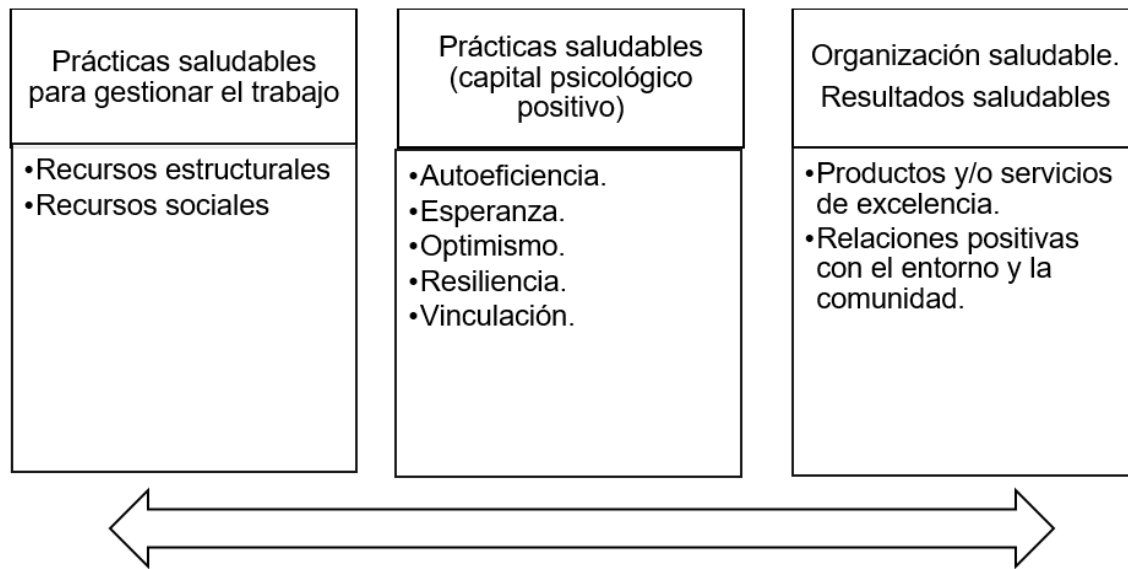 Prácticas saludables
para gestionar el trabajo
•Recursos estructurales
•Recursos sociales
Prácticas saludables
(capital psicológico
positivo)
•Autoeficiencia.
•Esperanza.
•Optimismo.
•Resiliencia.
•Vinculación.
Organización saludable.
Resultados saludables
•Productos y/o servicios
de excelencia.
•Relaciones positivas
con el entorno y la
comunidad.